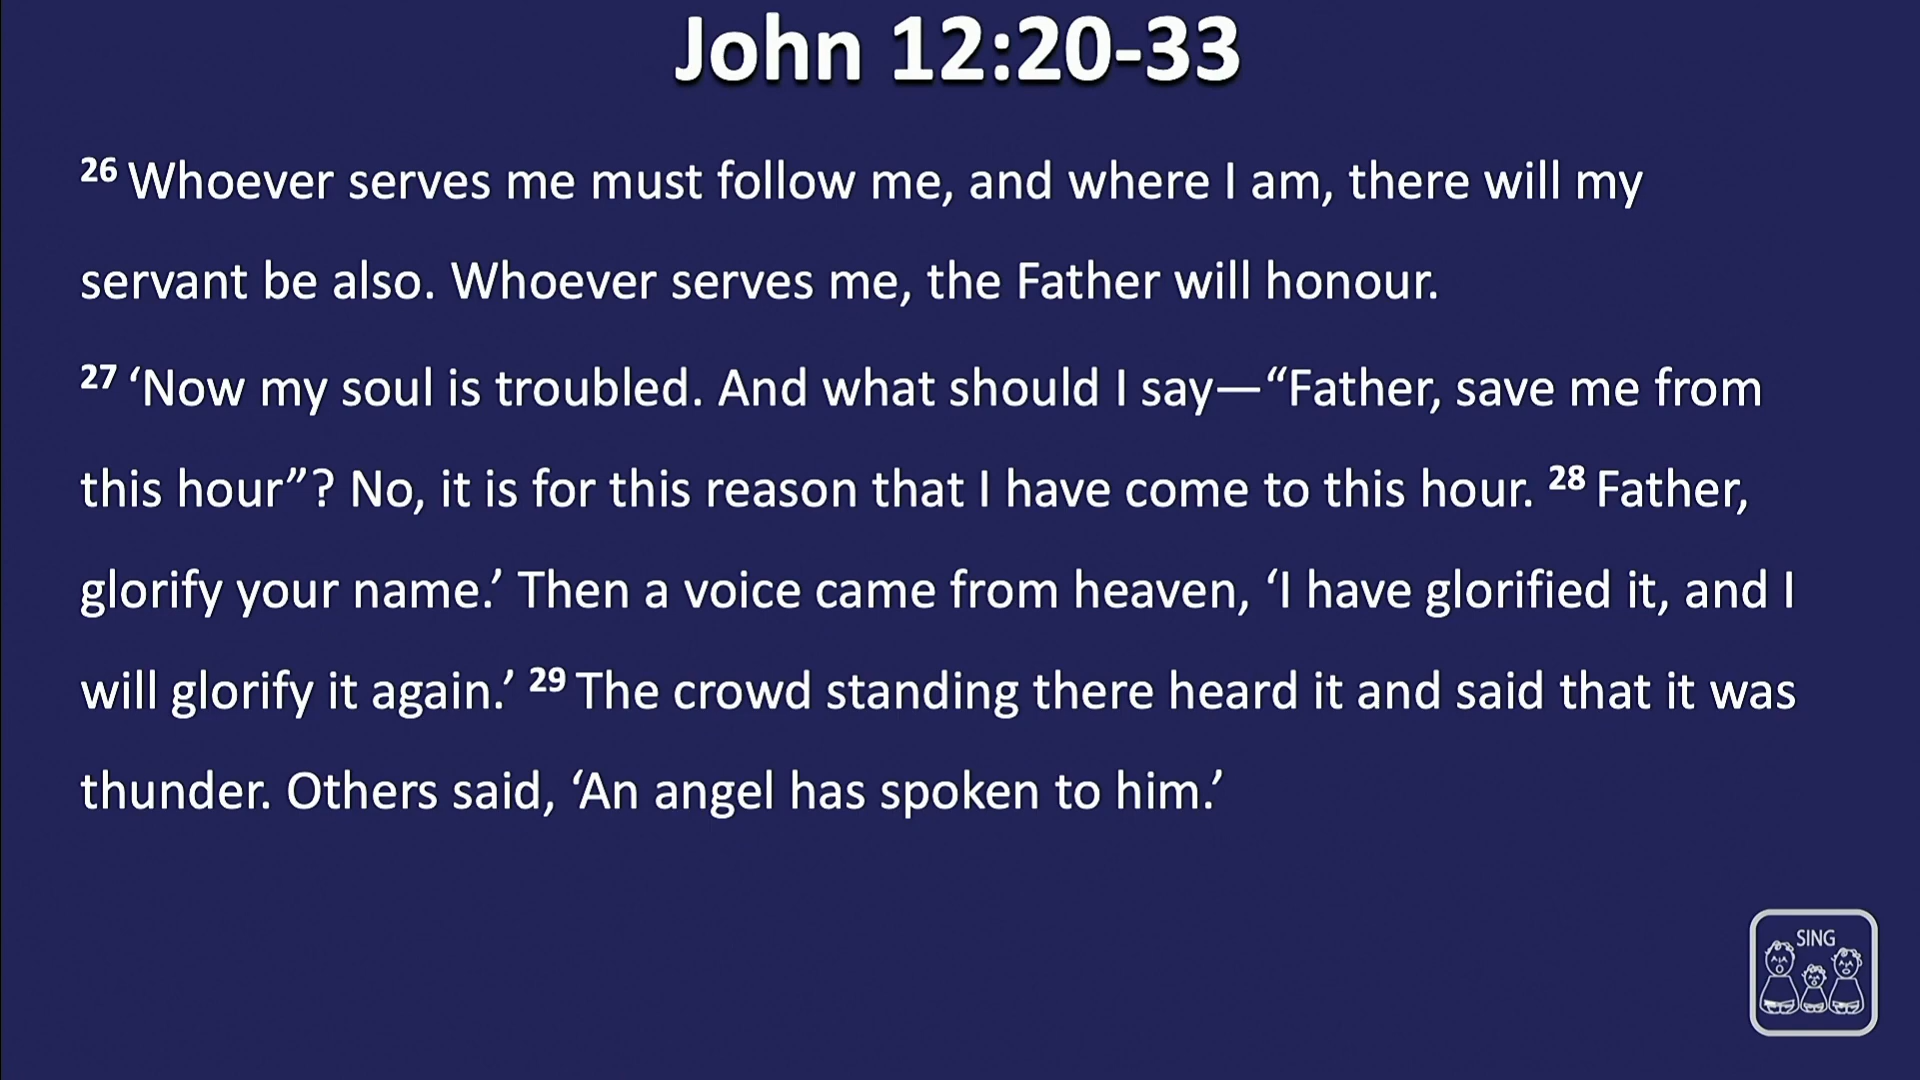 John 12:20-33
26 Whoever serves me must follow me, and where I am, there will my
servant be also. Whoever serves me, the Father will honour.
27 ‘Now my soul is troubled. And what should I say—“Father, save me from
this hour”? No, it is for this reason that I have come to this hour. 28 Father,
glorify your name.’ Then a voice came from heaven, ‘I have glorified it, and I
will glorify it again.’ 29 The crowd standing there heard it and said that it was
thunder. Others said, ‘An angel has spoken to him.’
SING